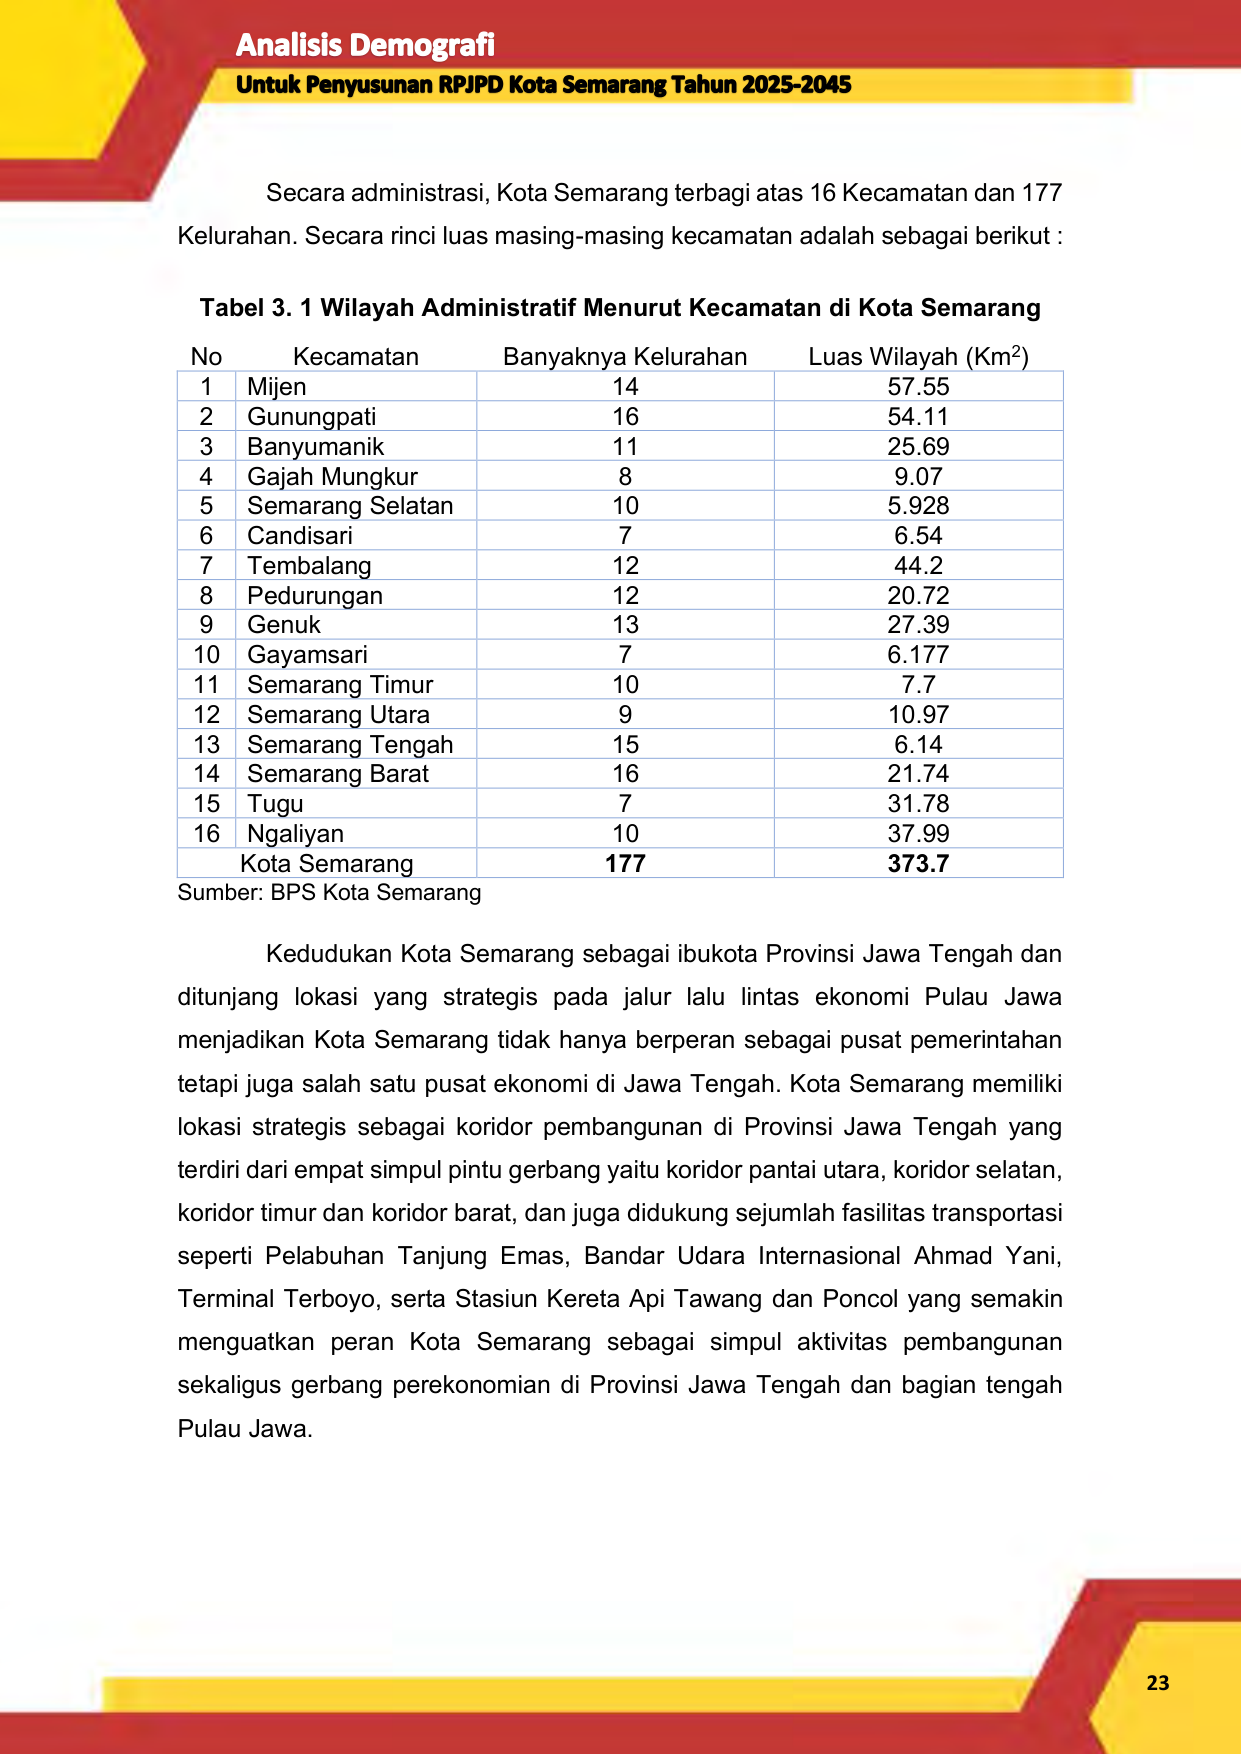 Analisis Demografi
Untuk Penyusunan RPJPD Kota Semarang Tahun 2025-2045
Secara administrasi, Kota Semarang terbagi atas 16 Kecamatan dan 177
Kelurahan. Secara rinci luas masing-masing kecamatan adalah sebagai berikut :
Tabel 3. 1 Wilayah Administratif Menurut Kecamatan di Kota Semarang
No Kecamatan Banyaknya Kelurahan Luas Wilayah (Km²)
1 Mijen 14 57.55
2 Gunungpati 16 54.11
3 Banyumanik 11 25.69
4 Gajah Mungkur 8 9.07
5 Semarang Selatan 10 5.928
6 Candisari 7 6.54
7 Tembalang 12 44.2
8 Pedurungan 12 20.72
9 Genuk 13 27.39
10 Gayamsari 7 6.177
11 Semarang Timur 10 7.7
12 Semarang Utara 9 10.97
13 Semarang Tengah 15 6.14
14 Semarang Barat 16 21.74
15 Tugu 7 31.78
16 Ngaliyan 10 37.99
Kota Semarang 177 373.7
Sumber: BPS Kota Semarang
Kedudukan Kota Semarang sebagai ibukota Provinsi Jawa Tengah dan
ditunjang lokasi yang strategis pada jalur lalu lintas ekonomi Pulau Jawa
menjadikan Kota Semarang tidak hanya berperan sebagai pusat pemerintahan
tetapi juga salah satu pusat ekonomi di Jawa Tengah. Kota Semarang memiliki
lokasi strategis sebagai koridor pembangunan di Provinsi Jawa Tengah yang
terdiri dari empat simpul pintu gerbang yaitu koridor pantai utara, koridor selatan,
koridor timur dan koridor barat, dan juga didukung sejumlah fasilitas transportasi
seperti Pelabuhan Tanjung Emas, Bandar Udara Internasional Ahmad Yani,
Terminal Terboyo, serta Stasiun Kereta Api Tawang dan Poncol yang semakin
menguatkan peran Kota Semarang sebagai simpul aktivitas pembangunan
sekaligus gerbang perekonomian di Provinsi Jawa Tengah dan bagian tengah
Pulau Jawa.
23